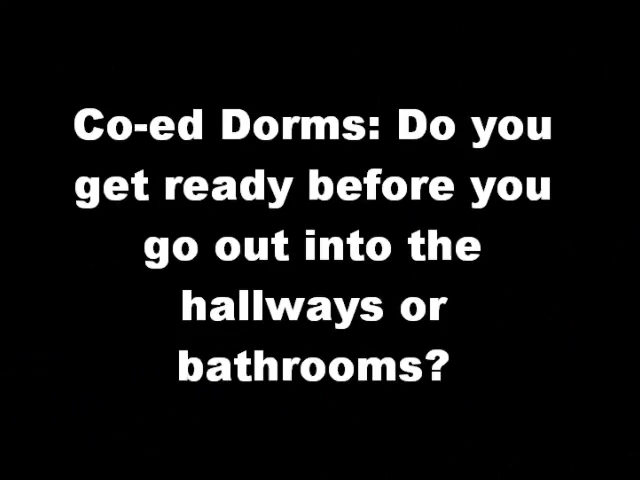 Co-ed Dorms: Do you
get ready before you
go out into the
hallways or
bathrooms?